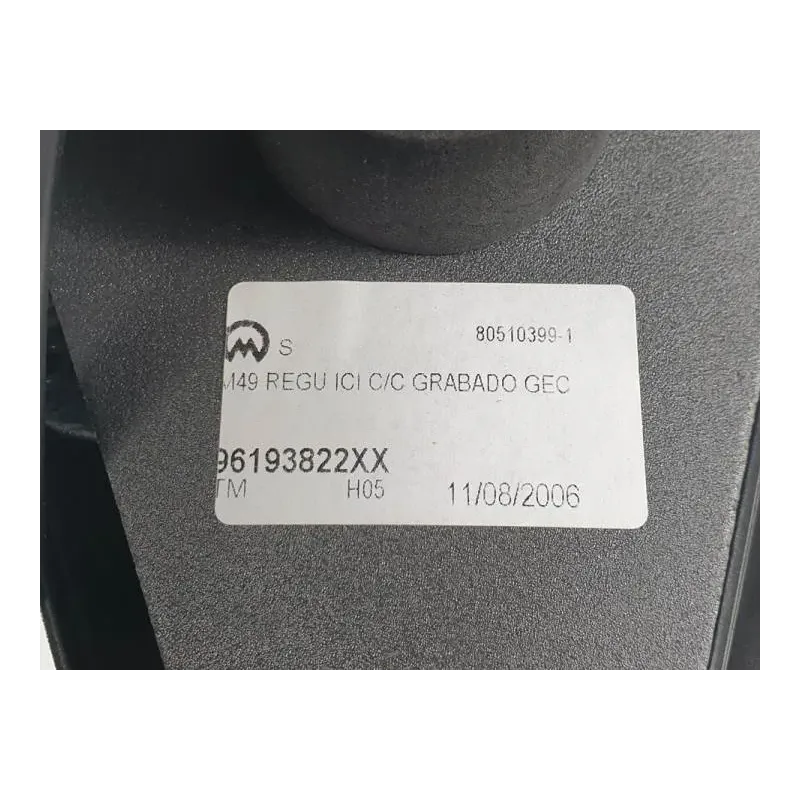 S 80510399-1
M49 REGU ICI C/C GRABADO GEC
96193822XX
TM H05 11/08/2006